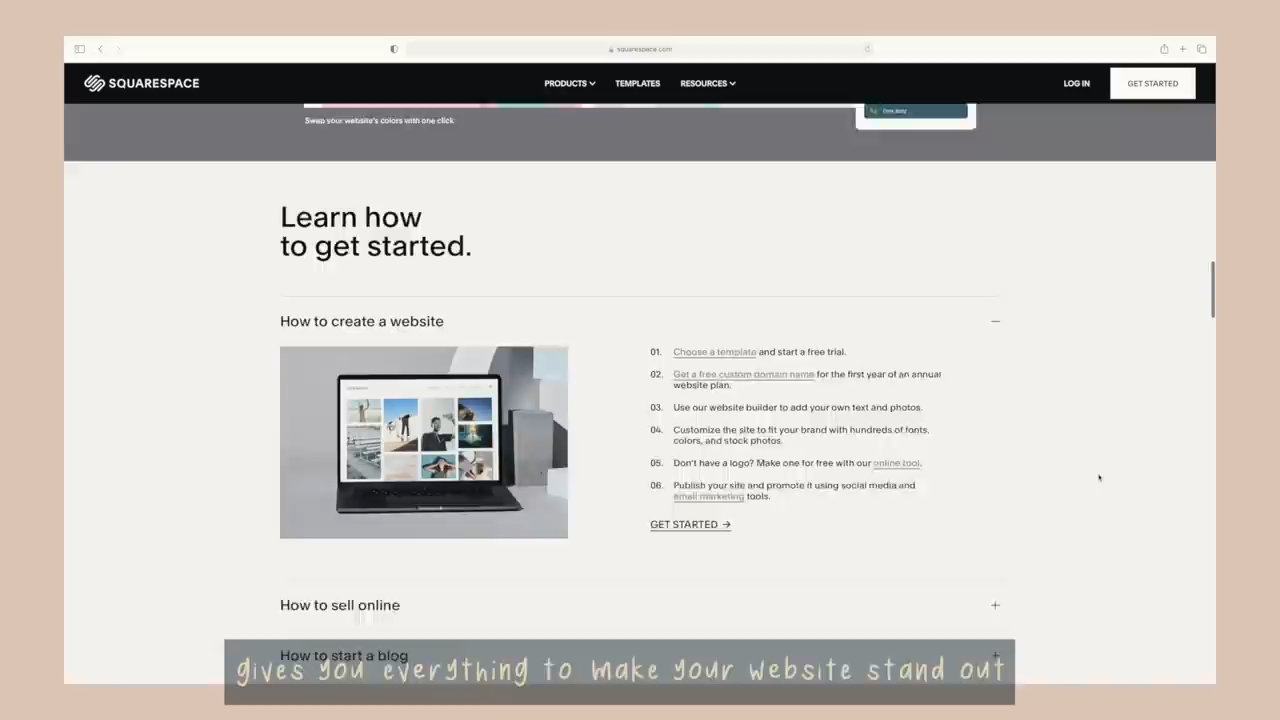 squarespace.com
SQUARESPACE
PRODUCTS
TEMPLATES
RESOURCES
LOG IN
GET STARTED
Swap your website's colors with one click
Learn how
to get started.
How to create a website
01. Choose a template and start a free trial.
02. Get a free custom domain name for the first year of an annual
website plan.
03. Use our website builder to add your own text and photos.
04. Customize the site to fit your brand with hundreds of fonts,
colors, and stock photos.
05. Don't have a logo? Make one for free with our online tool.
06. Publish your site and promote it using social media and
email marketing tools.
GET STARTED →
How to sell online
How to start a blog
gives you everything to make your website stand out